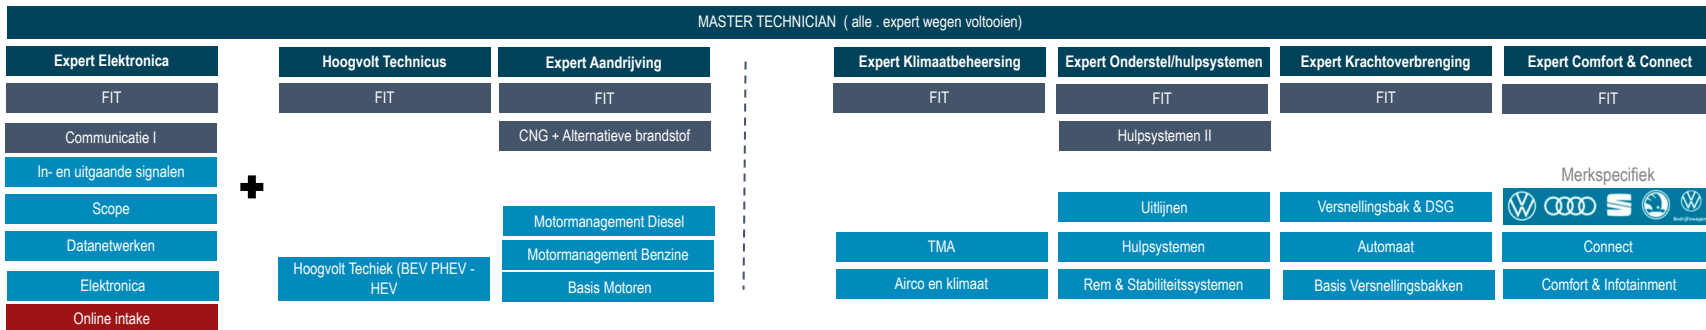 MASTER TECHNICIAN ( alle . expert wegen voltooien)
Expert Elektronica
FIT
Communicatie I
In- en uitgaande signalen
Scope
Datanetwerken
Elektronica
Online intake
Hoogvolt Technicus
FIT
Hoogvolt Techiek (BEV PHEV -
HEV
Expert Aandrijving
FIT
CNG + Alternatieve brandstof
Motormanagement Diesel
Motormanagement Benzine
Basis Motoren
Expert Klimaatbeheersing
FIT
TMA
Airco en klimaat
Expert Onderstel/hulpsystemen
FIT
Hulpsystemen II
Uitlijnen
Hulpsystemen
Rem & Stabiliteitssystemen
Expert Krachtoverbrenging
FIT
Versnellingsbak & DSG
Automaat
Basis Versnellingsbakken
Expert Comfort & Connect
FIT
Merkspecifiek
Bedrijfswagens
Connect
Comfort & Infotainment